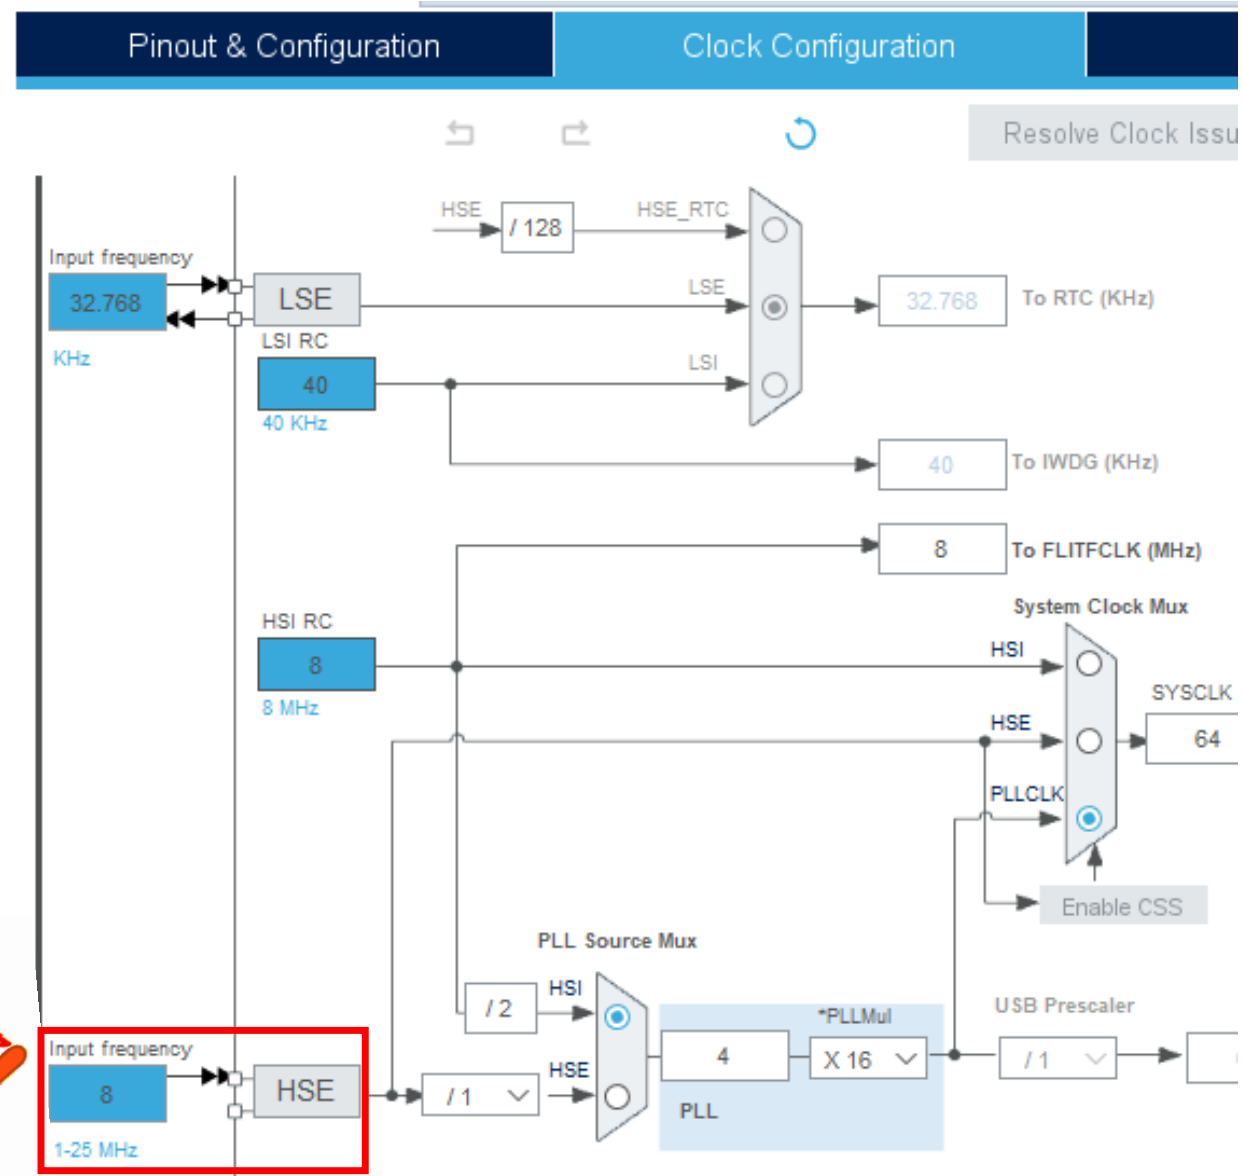 Pinout & Configuration
Clock Configuration
Resolve Clock Issu
HSE
/ 128
HSE_RTC
Input frequency
32.768
KHz
LSE
LSE
32.768
To RTC (KHz)
LSI RC
40
40 KHz
LSI
40
To IWDG (KHz)
8
To FLITFCLK (MHz)
System Clock Mux
HSI RC
8
8 MHz
HSI
SYSCLK
HSE
64
PLLCLK
Enable CSS
PLL Source Mux
HSI
/ 2
*PLLMul
USB Prescaler
Input frequency
8
1-25 MHz
HSE
/ 1
HSE
4
X 16
/ 1
PLL